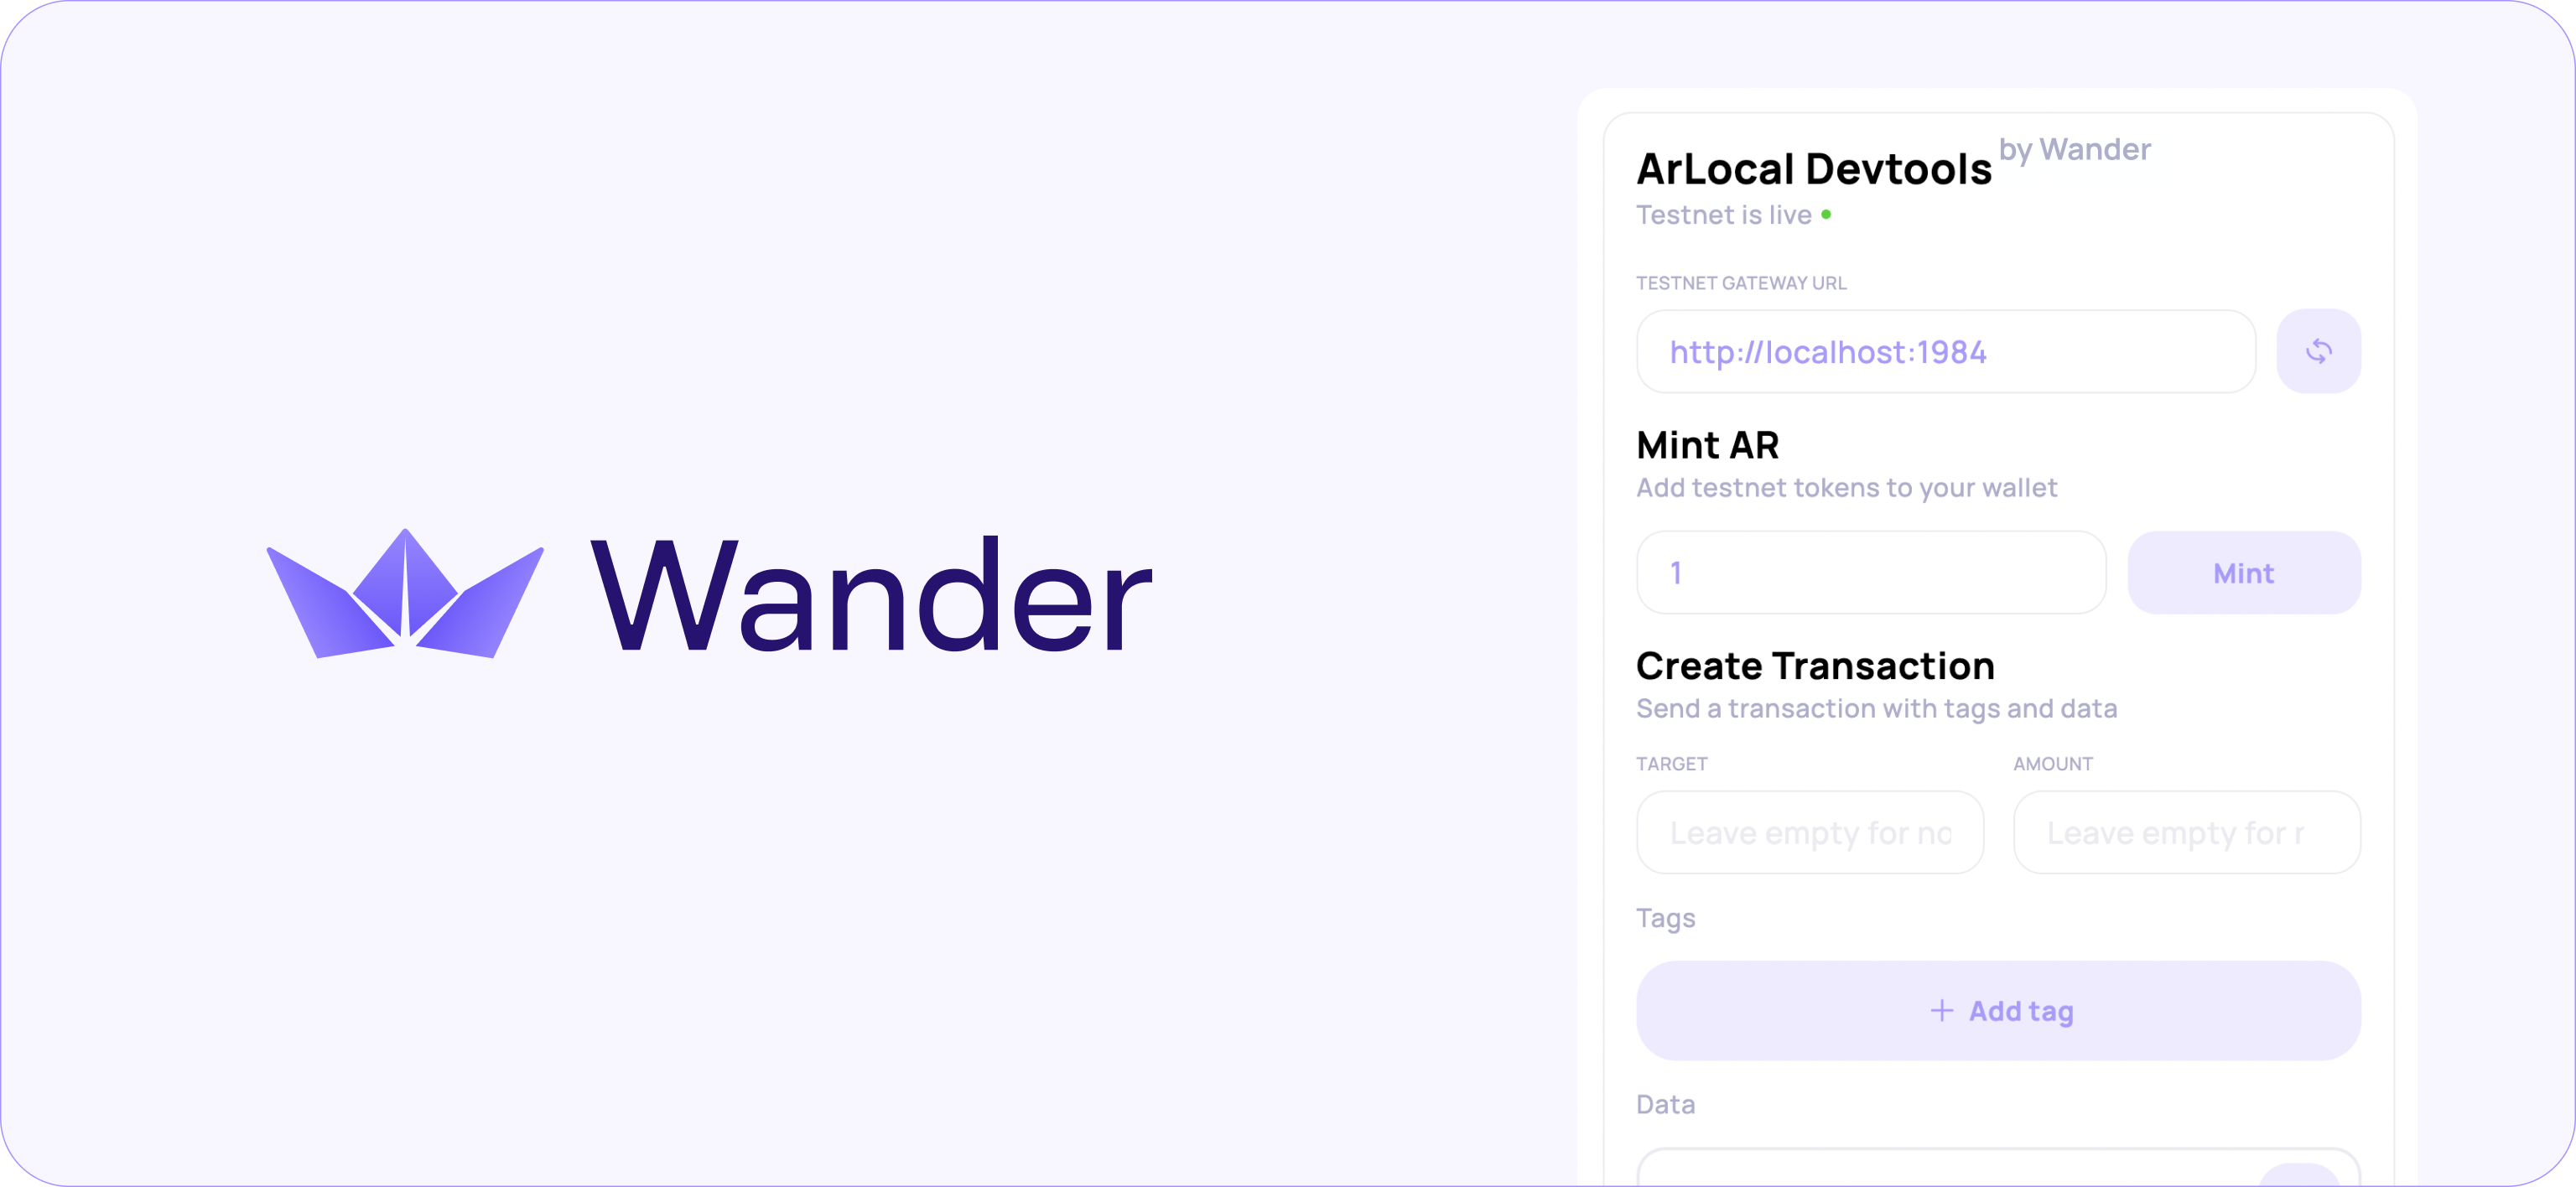 Wander
ArLocal Devtools by Wander
Testnet is live
TESTNET GATEWAY URL
http://localhost:1984
Mint AR
Add testnet tokens to your wallet
1 Mint
Create Transaction
Send a transaction with tags and data
TARGET AMOUNT
Leave empty for Leave empty for
Tags
+ Add tag
Data